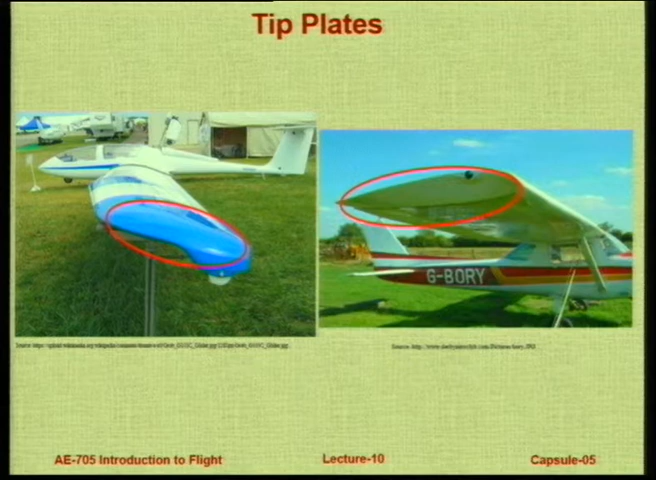 Tip Plates
G-BORY
AE-705 Introduction to Flight
Lecture-10
Capsule-05